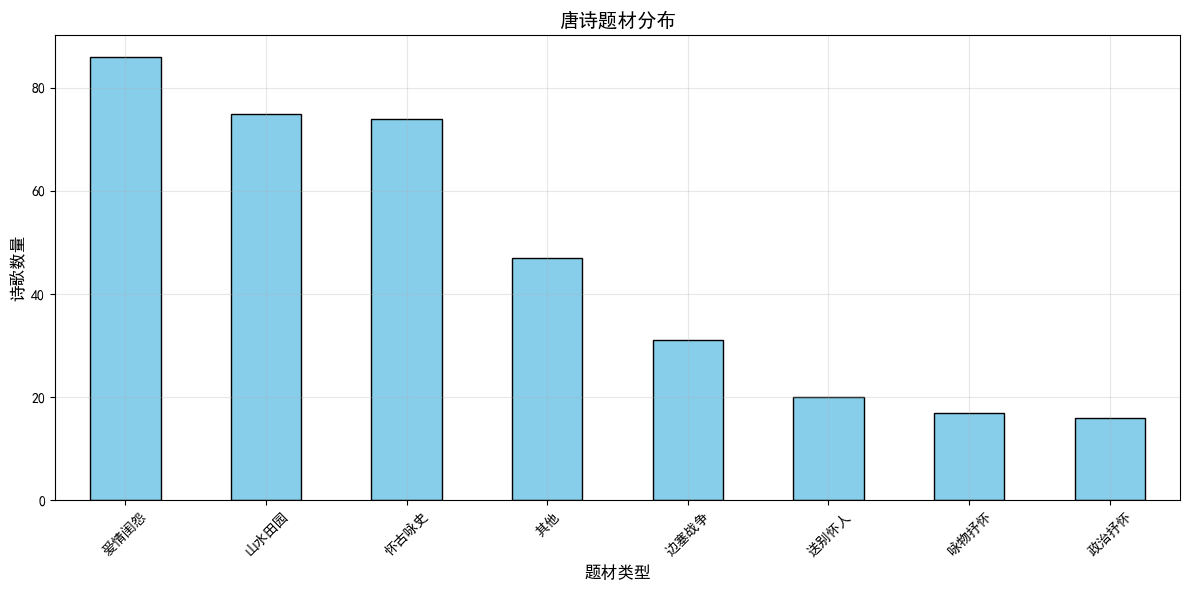 唐诗题材分布
诗歌数量
80
60
40
20
0
爱情闺怨
山水田园
怀古咏史
其他
边塞战争
送别怀人
咏物抒怀
政治抒怀
题材类型